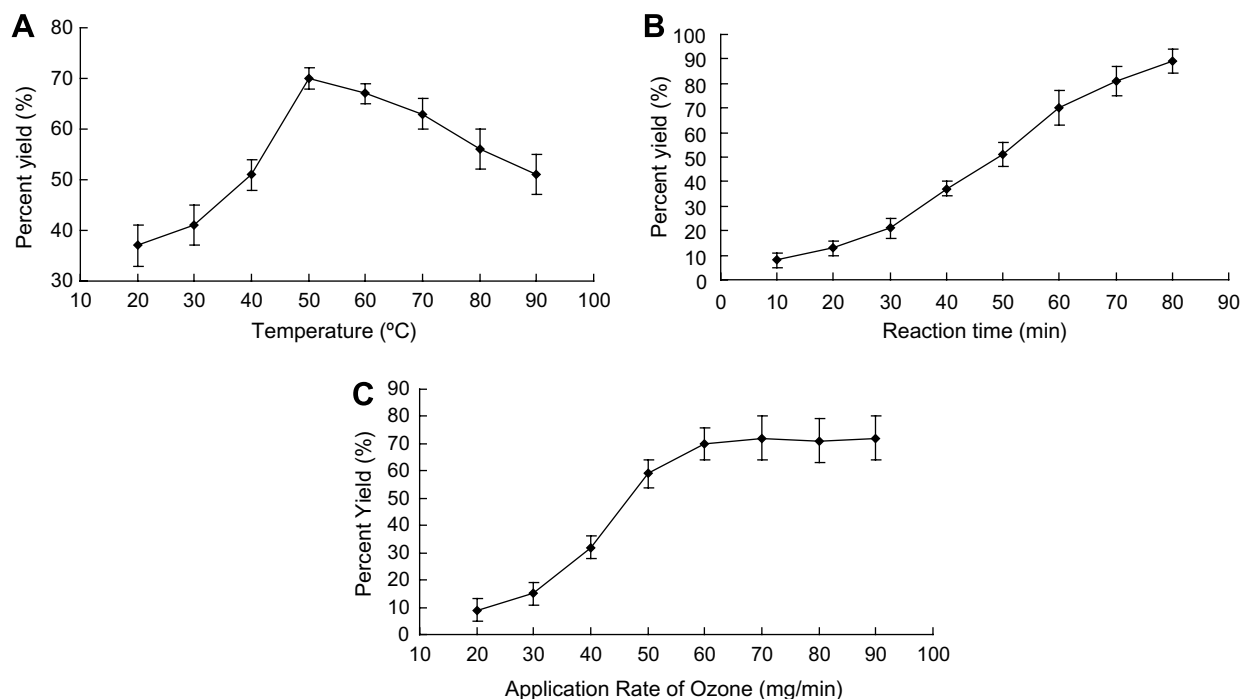 A
80
70
60
50
40
30
Percent yield (%)
10 20 30 40 50 60 70 80 90 100
Temperature (ºC)
B
100
90
80
70
60
50
40
30
20
10
0
Percent yield (%)
0 10 20 30 40 50 60 70 80 90
Reaction time (min)
C
90
80
70
60
50
40
30
20
10
0
Percent Yield (%)
10 20 30 40 50 60 70 80 90 100
Application Rate of Ozone (mg/min)